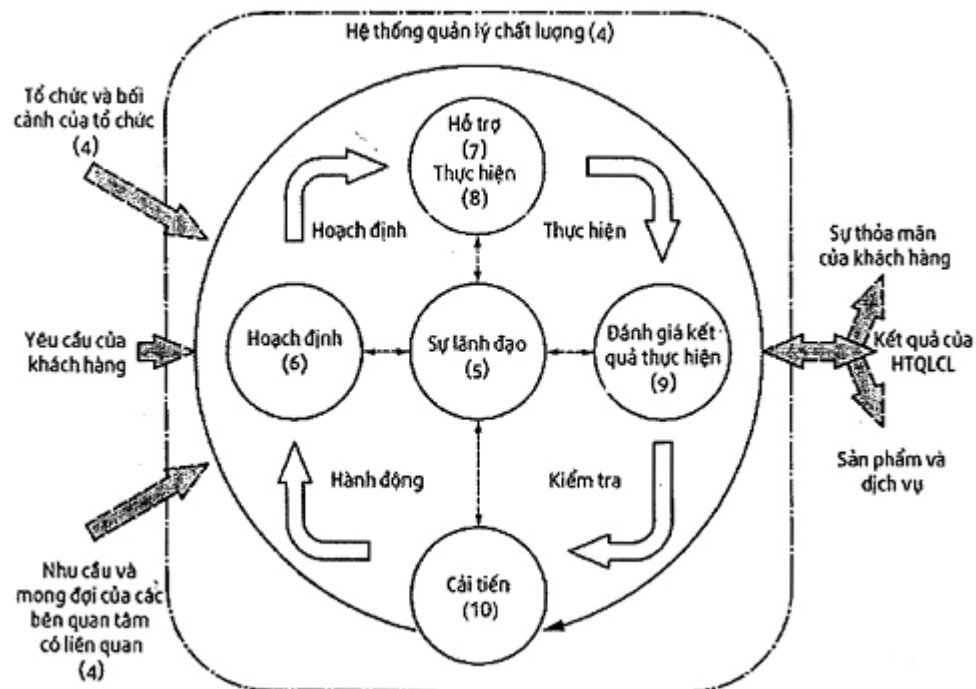 Hệ thống quản lý chất lượng (4)
Tổ chức và bối
cảnh của tổ chức
(4)
Hỗ trợ
(7)
Thực hiện
(8)
Hoạch định
Thực hiện
Sự thỏa mãn
của khách hàng
Yêu cầu của
khách hàng
Hoạch định
(6)
Sự lãnh đạo
(5)
Đánh giá kết
quả thực hiện
(9)
Kết quả của
HTQLCL
Hành động
Kiểm tra
Sản phẩm và
dịch vụ
Nhu cầu và
mong đợi của các
bên quan tâm
có liên quan
(4)
Cải tiến
(10)